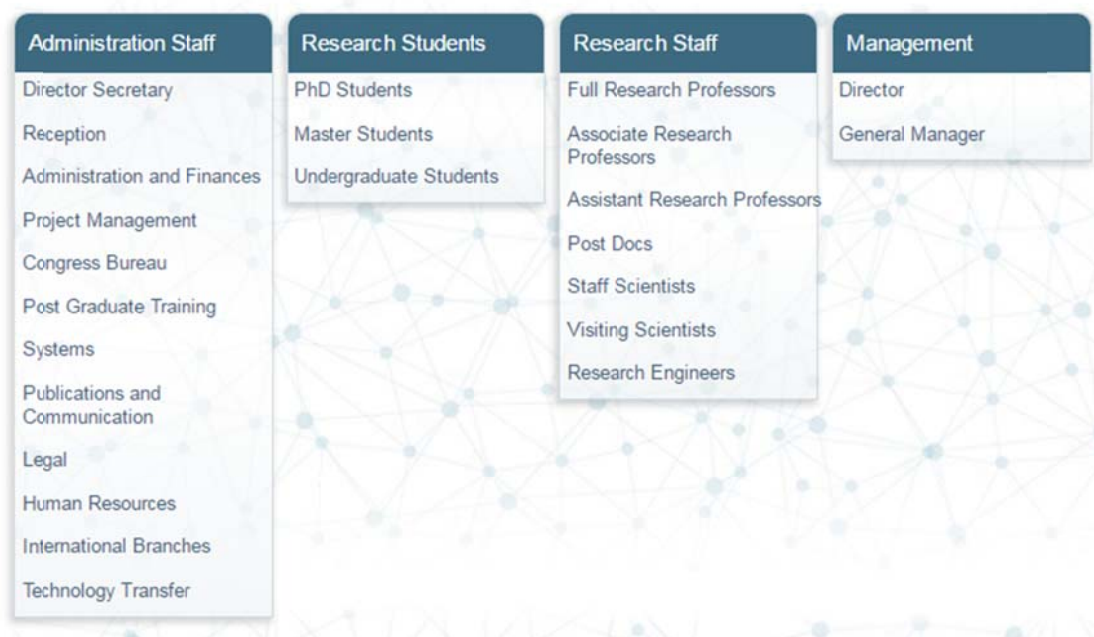 Administration Staff
Director Secretary
Reception
Administration and Finances
Project Management
Congress Bureau
Post Graduate Training
Systems
Publications and
Communication
Legal
Human Resources
International Branches
Technology Transfer
Research Students
PhD Students
Master Students
Undergraduate Students
Research Staff
Full Research Professors
Associate Research
Professors
Assistant Research Professors
Post Docs
Staff Scientists
Visiting Scientists
Research Engineers
Management
Director
General Manager